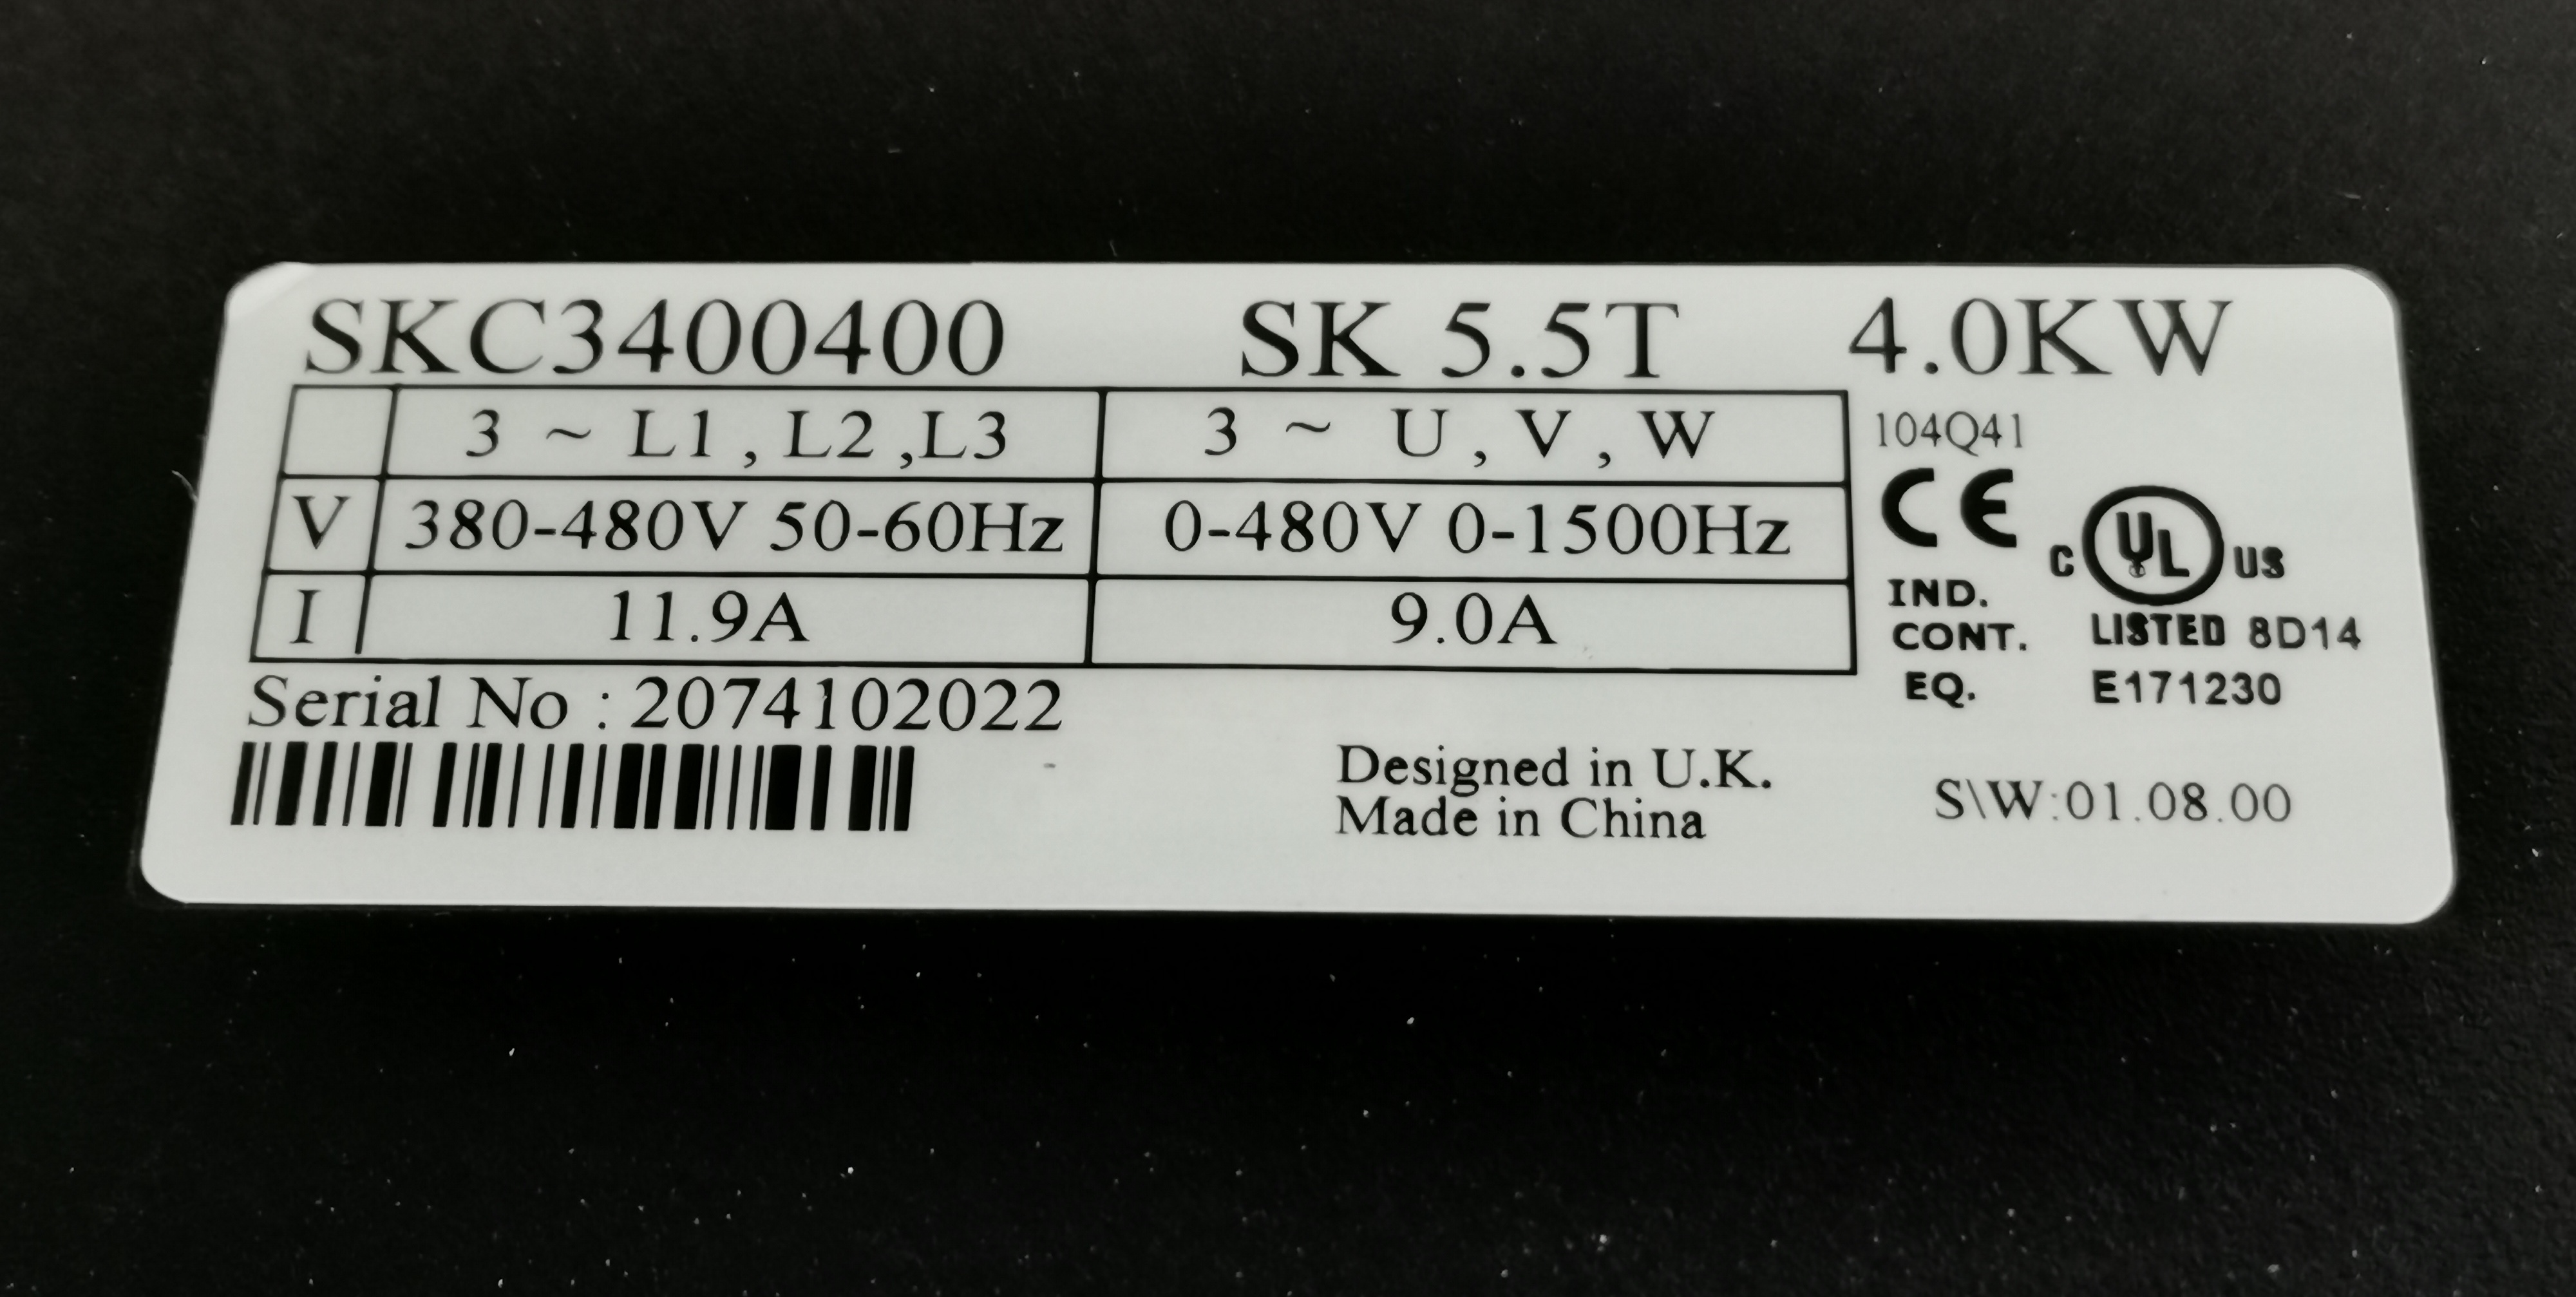 SKC3400400 SK 5.5T 4.0KW
3 ~ L1 , L2 ,L3 3 ~ U , V , W
104Q41
V 380-480V 50-60Hz 0-480V 0-1500Hz
CE
C UL US
I 11.9A 9.0A
IND.
CONT.
EQ.
LISTED 8D14
E171230
Serial No : 2074102022
Designed in U.K.
Made in China
S\W:01.08.00